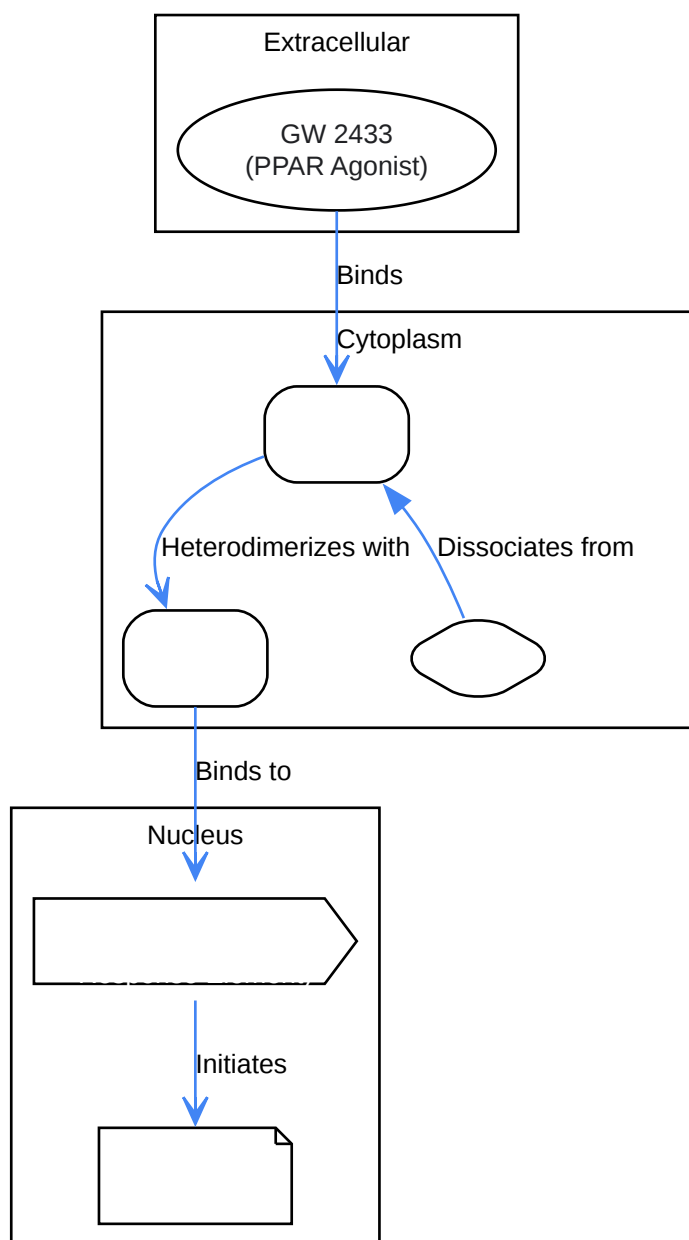 Extracellular
GW 2433
(PPAR Agonist)
Binds
Cytoplasm
Heterodimerizes with
Dissociates from
Binds to
Nucleus
Initiates